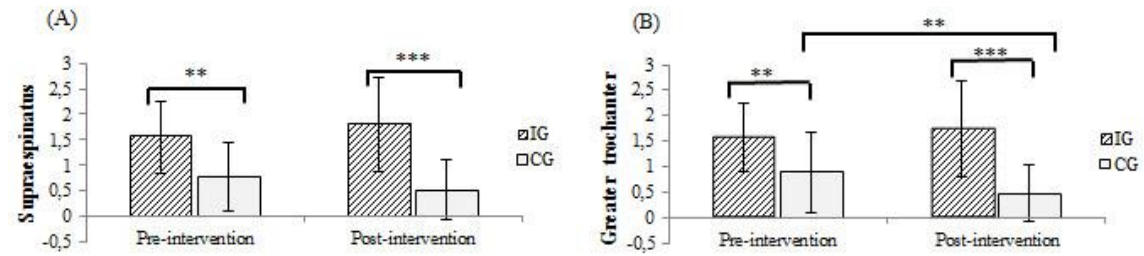 (A)
Supraespinatus
3
2,5
2
1,5
1
0,5
0
-0,5
**
***
Pre-intervention
Post-intervention
IG
CG
(B)
Greater trochanter
3
2,5
2
1,5
1
0,5
0
-0,5
**
**
***
Pre-intervention
Post-intervention
IG
CG